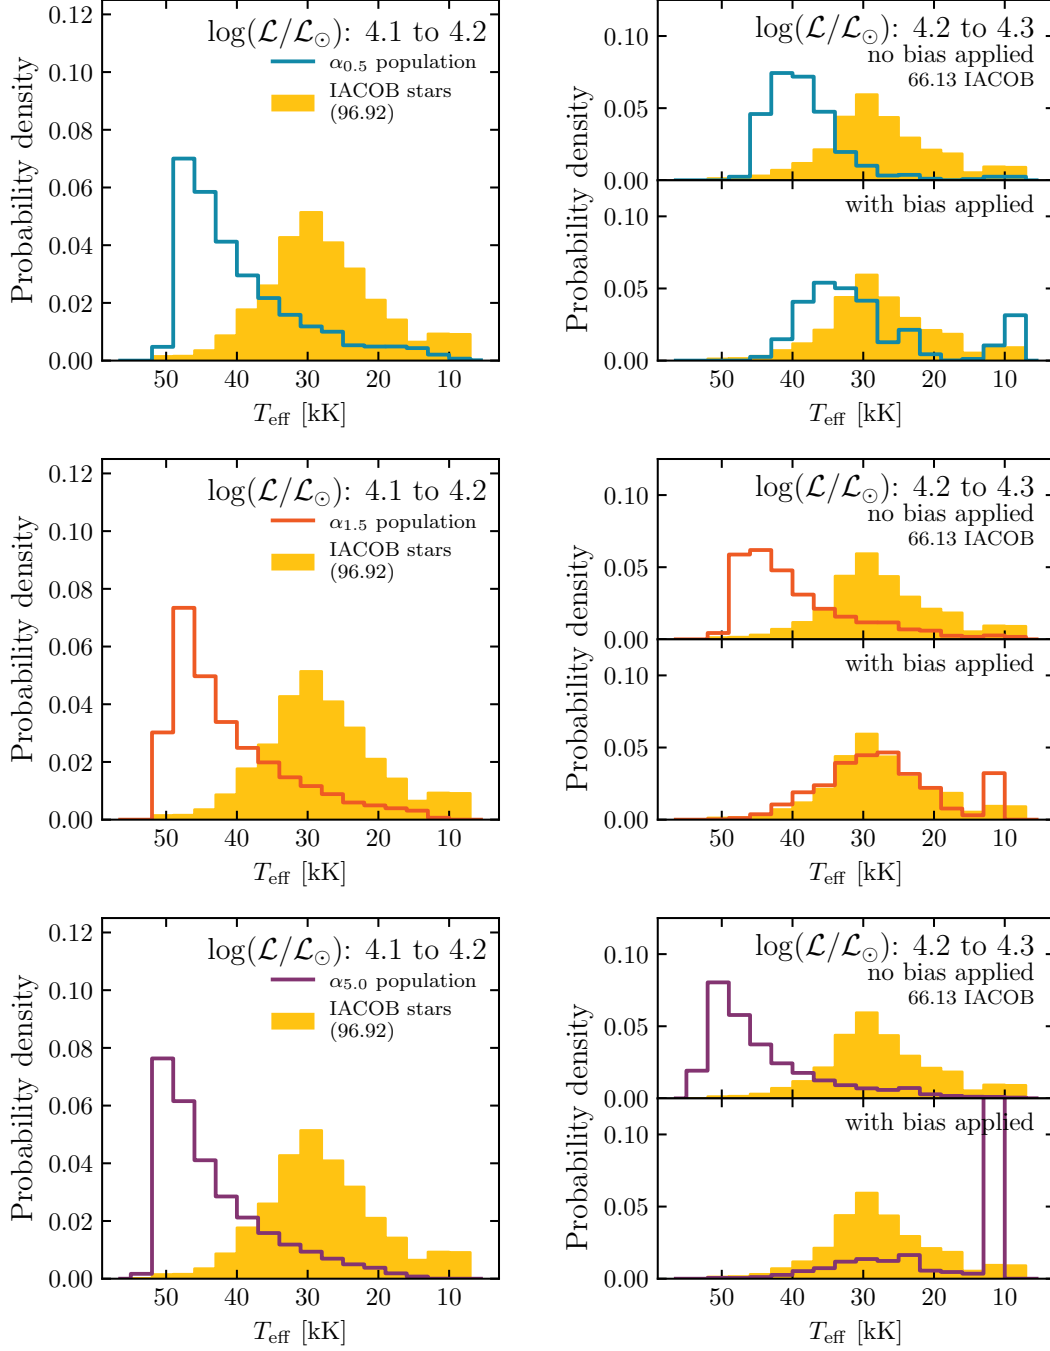 log(ℒ/ℒ⊙): 4.1 to 4.2
α0.5 population
IACOB stars
(96.92)
Probability density
0.12
0.10
0.08
0.06
0.04
0.02
0.00
50 40 30 20 10
Teff [kK]
log(ℒ/ℒ⊙): 4.2 to 4.3
no bias applied
66.13 IACOB
Probability density
0.10
0.05
0.00
with bias applied
Probability density
0.10
0.05
0.00
50 40 30 20 10
Teff [kK]
log(ℒ/ℒ⊙): 4.1 to 4.2
α1.5 population
IACOB stars
(96.92)
Probability density
0.12
0.10
0.08
0.06
0.04
0.02
0.00
50 40 30 20 10
Teff [kK]
log(ℒ/ℒ⊙): 4.2 to 4.3
no bias applied
66.13 IACOB
Probability density
0.10
0.05
0.00
with bias applied
Probability density
0.10
0.05
0.00
50 40 30 20 10
Teff [kK]
log(ℒ/ℒ⊙): 4.1 to 4.2
α5.0 population
IACOB stars
(96.92)
Probability density
0.12
0.10
0.08
0.06
0.04
0.02
0.00
50 40 30 20 10
Teff [kK]
log(ℒ/ℒ⊙): 4.2 to 4.3
no bias applied
66.13 IACOB
Probability density
0.10
0.05
0.00
with bias applied
Probability density
0.10
0.05
0.00
50 40 30 20 10
Teff [kK]